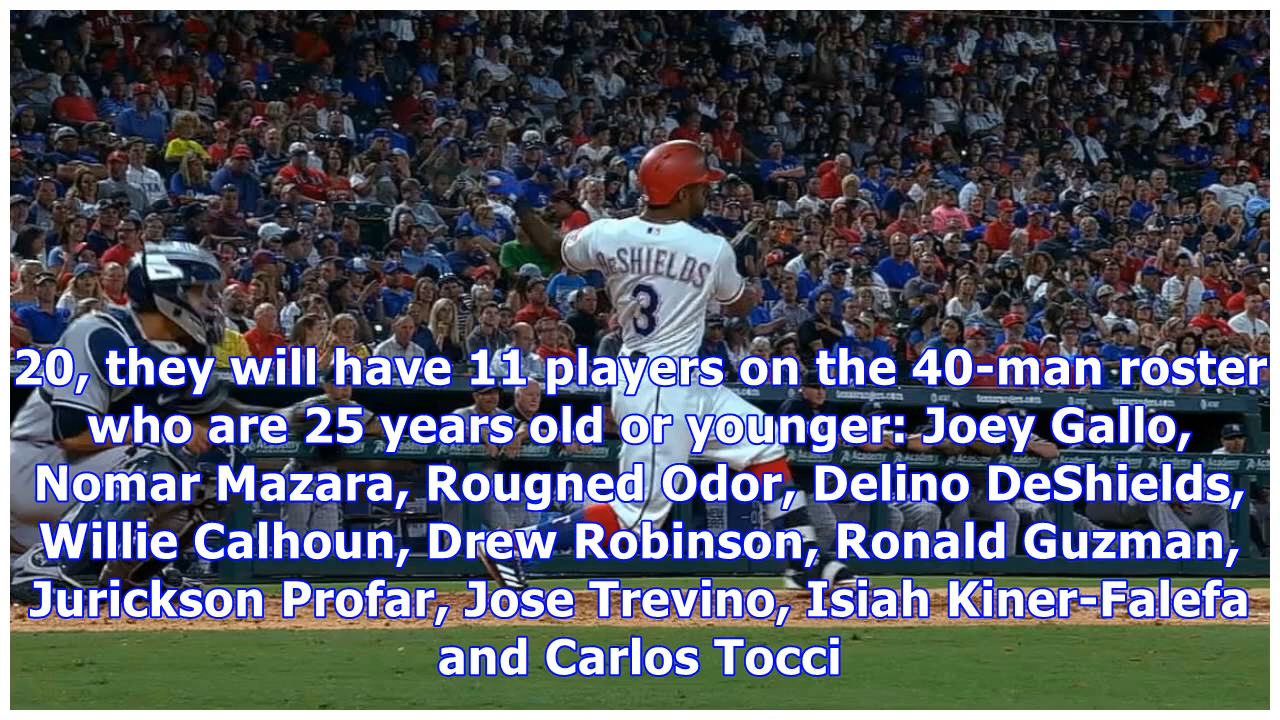 DeSHIELDS
3
20, they will have 11 players on the 40-man roster
who are 25 years old or younger: Joey Gallo,
Nomar Mazara, Rougned Odor, Delino DeShields,
Willie Calhoun, Drew Robinson, Ronald Guzman,
Jurickson Profar, Jose Trevino, Isiah Kiner-Falefa
and Carlos Tocci